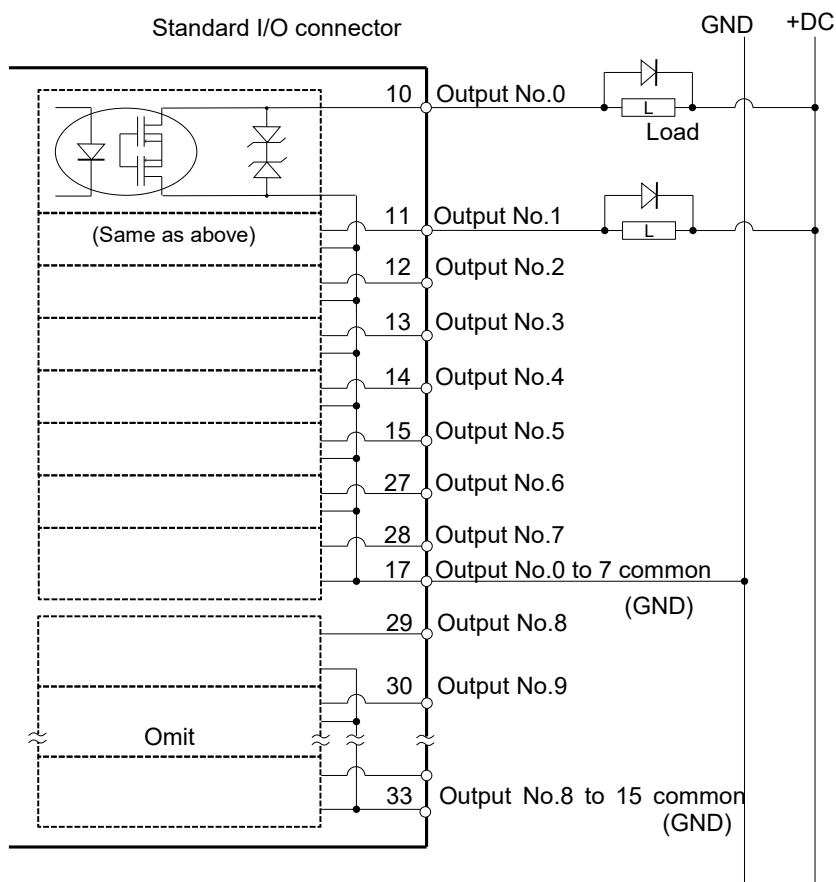 Standard I/O connector
GND +DC
10 Output No.0
L
Load
11 Output No.1
L
(Same as above)
12 Output No.2
13 Output No.3
14 Output No.4
15 Output No.5
27 Output No.6
28 Output No.7
17 Output No.0 to 7 common
(GND)
29 Output No.8
30 Output No.9
Omit
33 Output No.8 to 15 common
(GND)